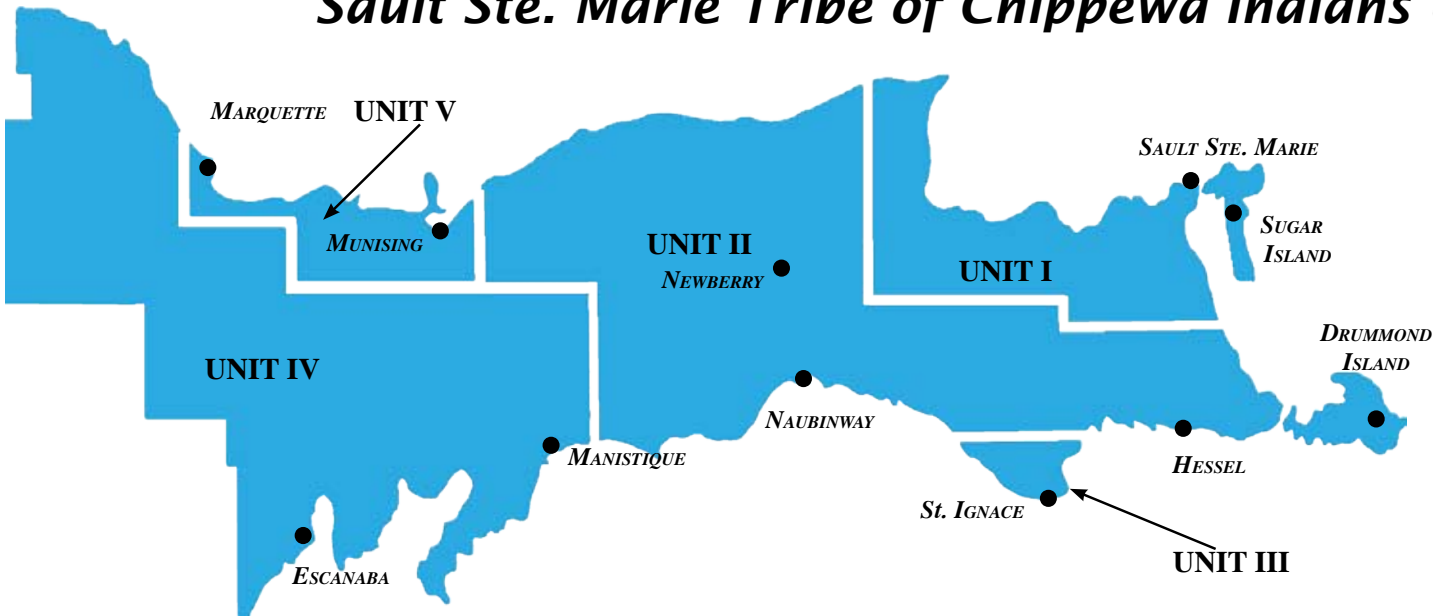 Sault Ste. Marie Tribe of Chippewa Indians
MARQUETTE
UNIT V
SAULT STE. MARIE
SUGAR
ISLAND
MUNISING
UNIT II
NEWBERRY
UNIT I
DRUMMOND
ISLAND
UNIT IV
NAUBINWAY
MANISTIQUE
HESSEL
St. IGNACE
UNIT III
ESCANABA